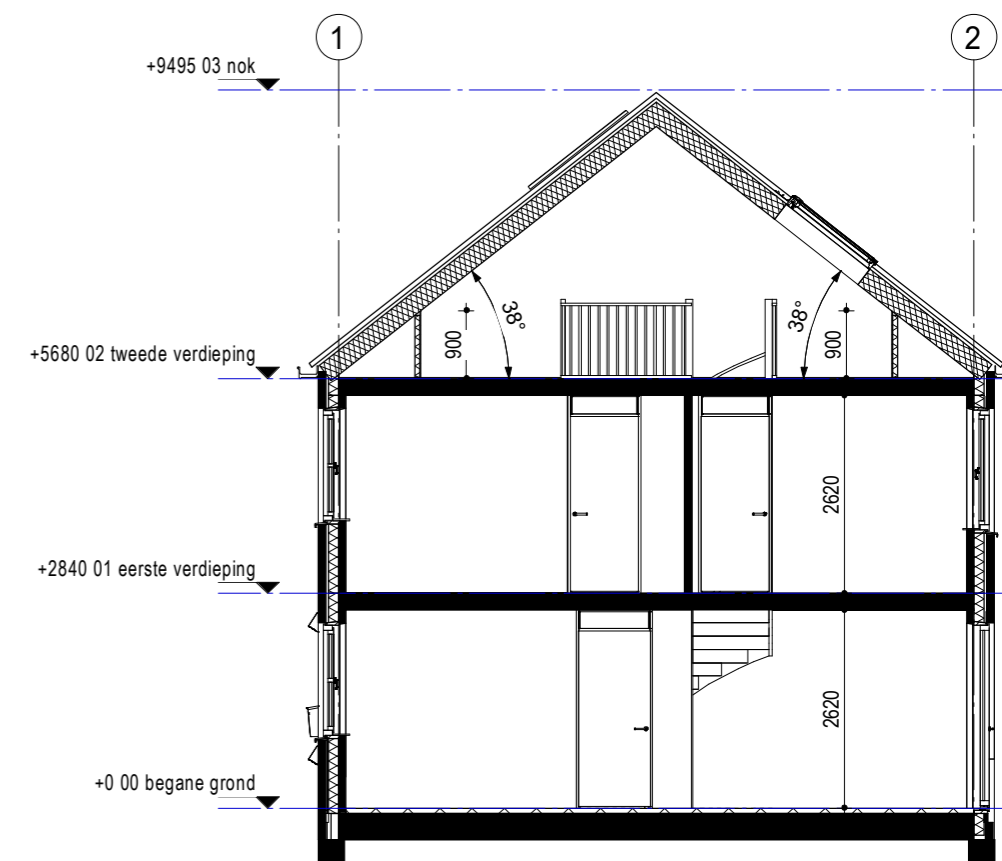 1
2
+9495 03 nok
38°
38°
900
900
+5680 02 tweede verdieping
2620
+2840 01 eerste verdieping
2620
+0 00 begane grond